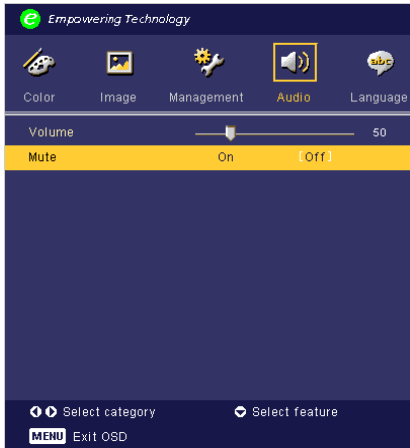 e Empowering Technology
abc
Color Image Management Audio Language
Volume 50
Mute On [Off]
Select category Select feature
MENU Exit OSD